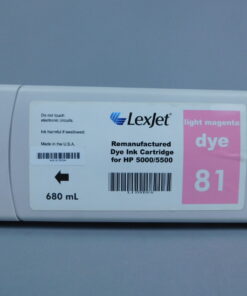 Do not touch
electronic circuits.
Ink harmful if swallowed.
Made in the U.S.A.
680 mL
LexJet
Remanufactured
Dye Ink Cartridge
for HP 5000/5500
light magenta
dye
81